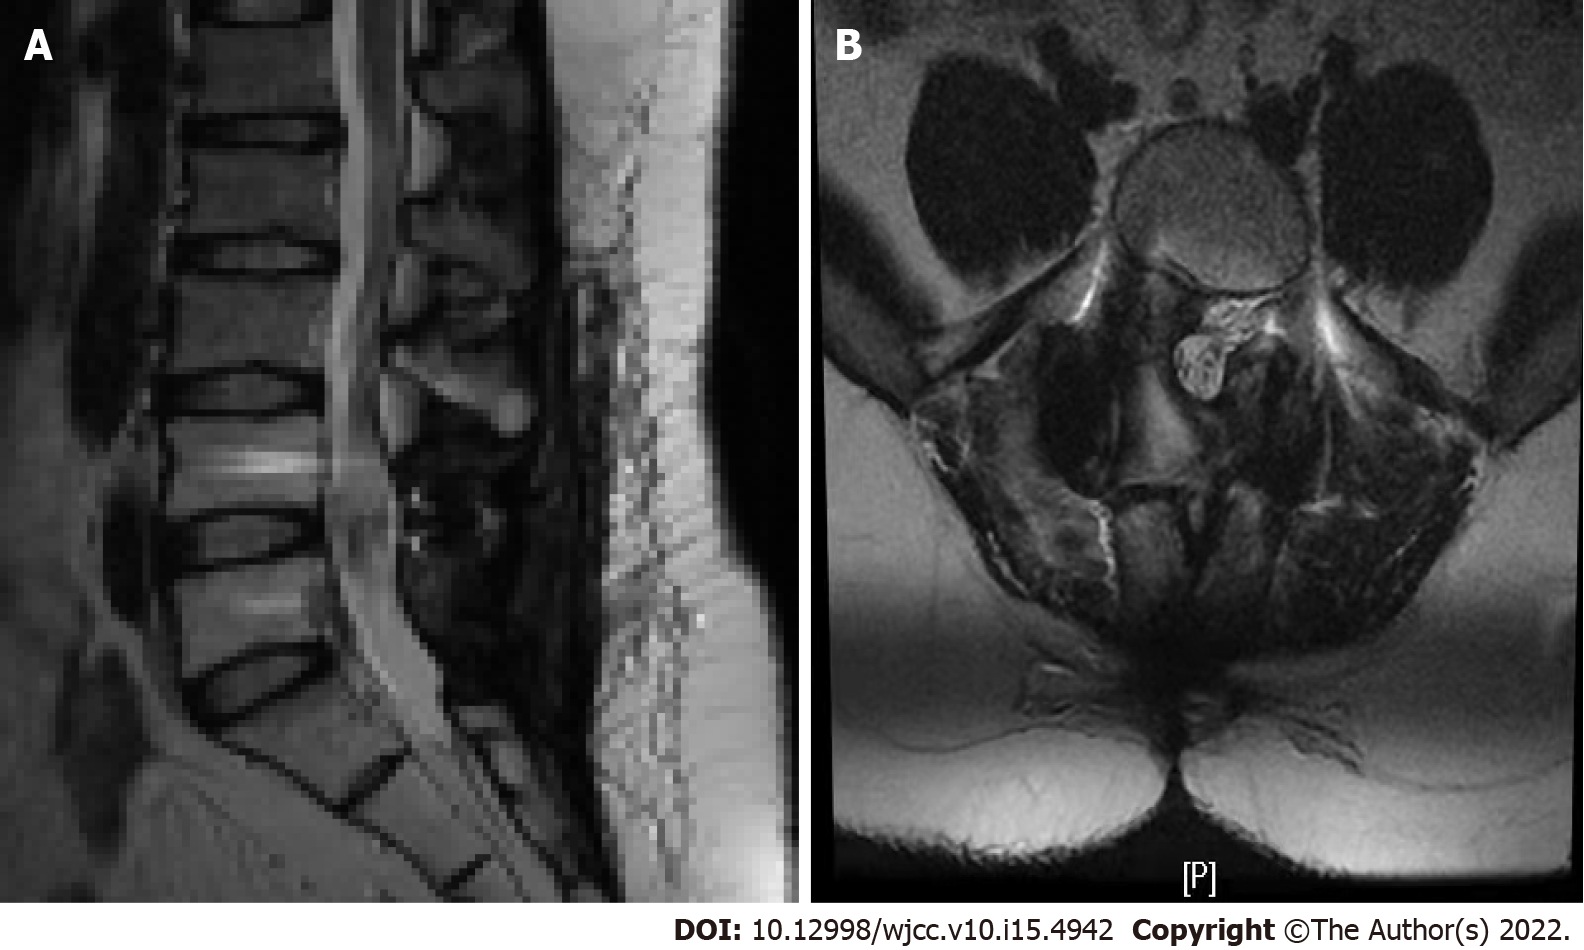 A
B
[P]
DOI: 10.12998/wjcc.v10.i15.4942 Copyright ©The Author(s) 2022.